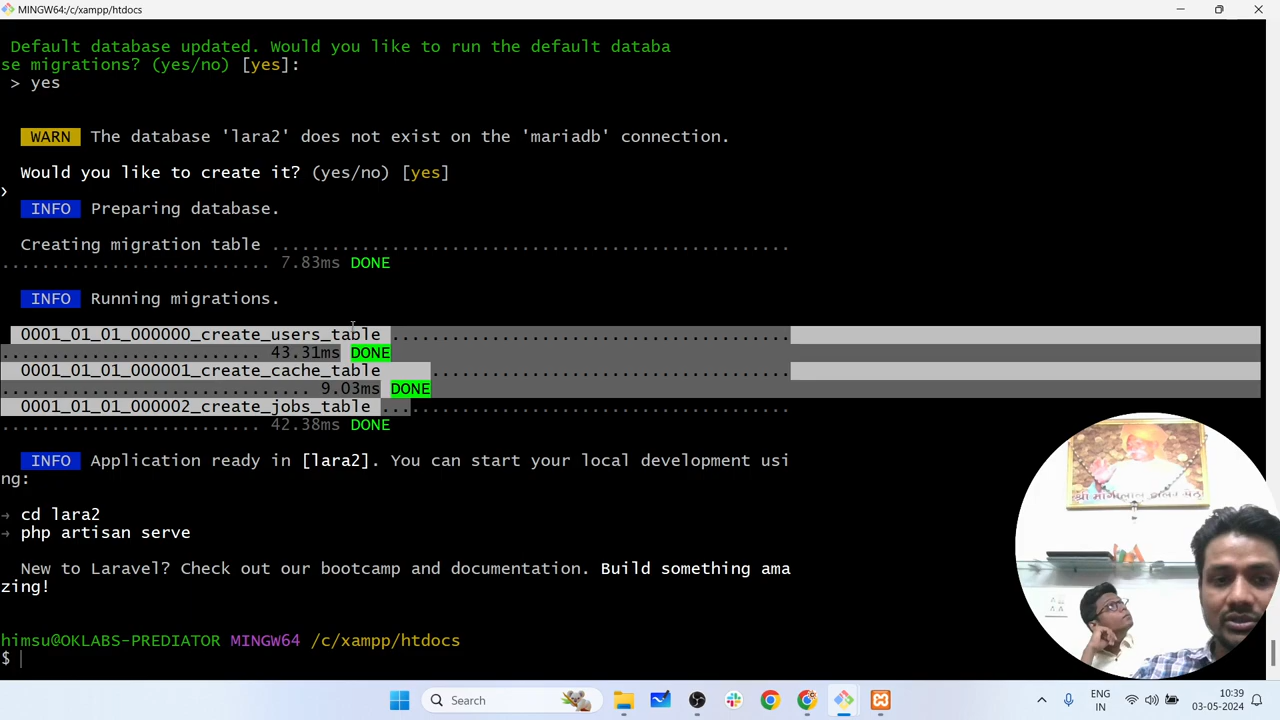 MINGW64:/c/xampp/htdocs
Default database updated. Would you like to run the default databa
se migrations? (yes/no) [yes]:
> yes
WARN The database 'lara2' does not exist on the 'mariadb' connection.
Would you like to create it? (yes/no) [yes]
❯
INFO Preparing database.
Creating migration table ....................................................
........................... 7.83ms DONE
INFO Running migrations.
0001_01_01_000000_create_users_table ........................................
.......................... 43.31ms DONE
0001_01_01_000001_create_cache_table ....................................
............................... 9.03ms DONE
0001_01_01_000002_create_jobs_table .........................................
.......................... 42.38ms DONE
INFO Application ready in [lara2]. You can start your local development usi
ng:
→ cd lara2
→ php artisan serve
New to Laravel? Check out our bootcamp and documentation. Build something ama
zing!
himsu@OKLABS-PREDIATOR MINGW64 /c/xampp/htdocs
$
Search
ENG
IN
10:39
03-05-2024